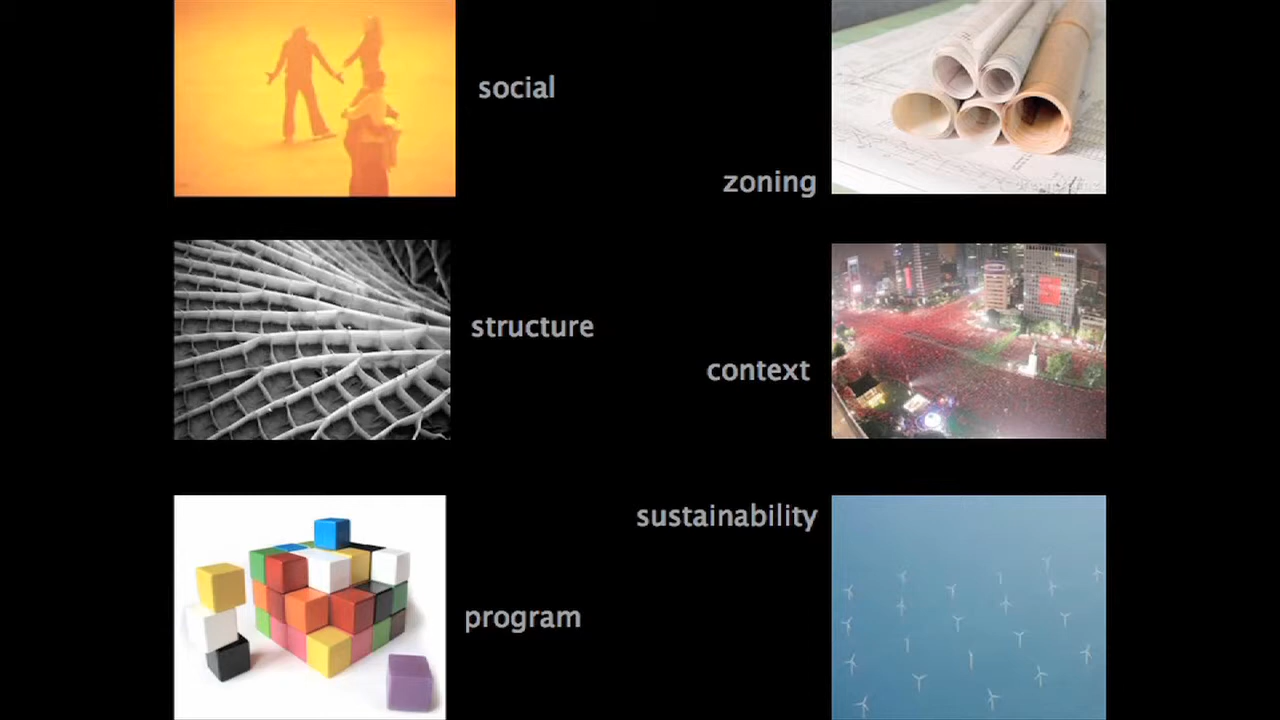 social
zoning
structure
context
sustainability
program